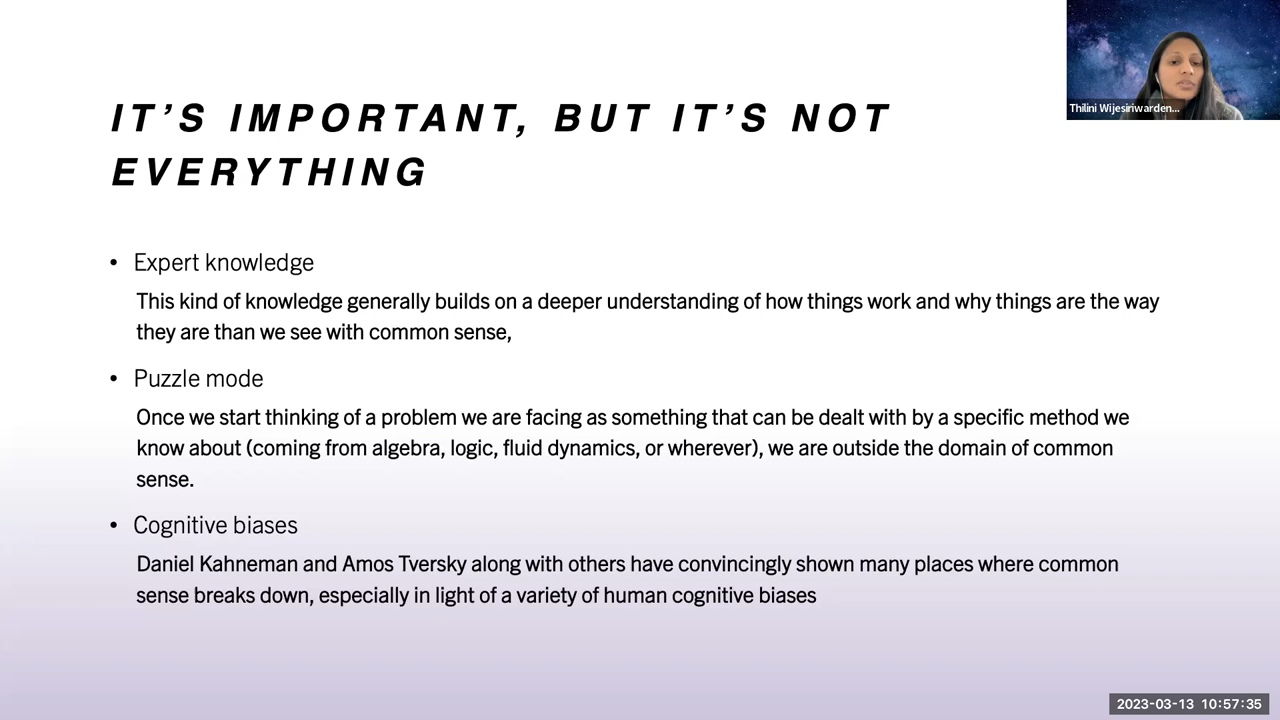 IT'S IMPORTANT, BUT IT'S NOT
EVERYTHING
Thilini Wijesiriwarden...
• Expert knowledge
This kind of knowledge generally builds on a deeper understanding of how things work and why things are the way
they are than we see with common sense,
• Puzzle mode
Once we start thinking of a problem we are facing as something that can be dealt with by a specific method we
know about (coming from algebra, logic, fluid dynamics, or wherever), we are outside the domain of common
sense.
• Cognitive biases
Daniel Kahneman and Amos Tversky along with others have convincingly shown many places where common
sense breaks down, especially in light of a variety of human cognitive biases
2023-03-13 10:57:35